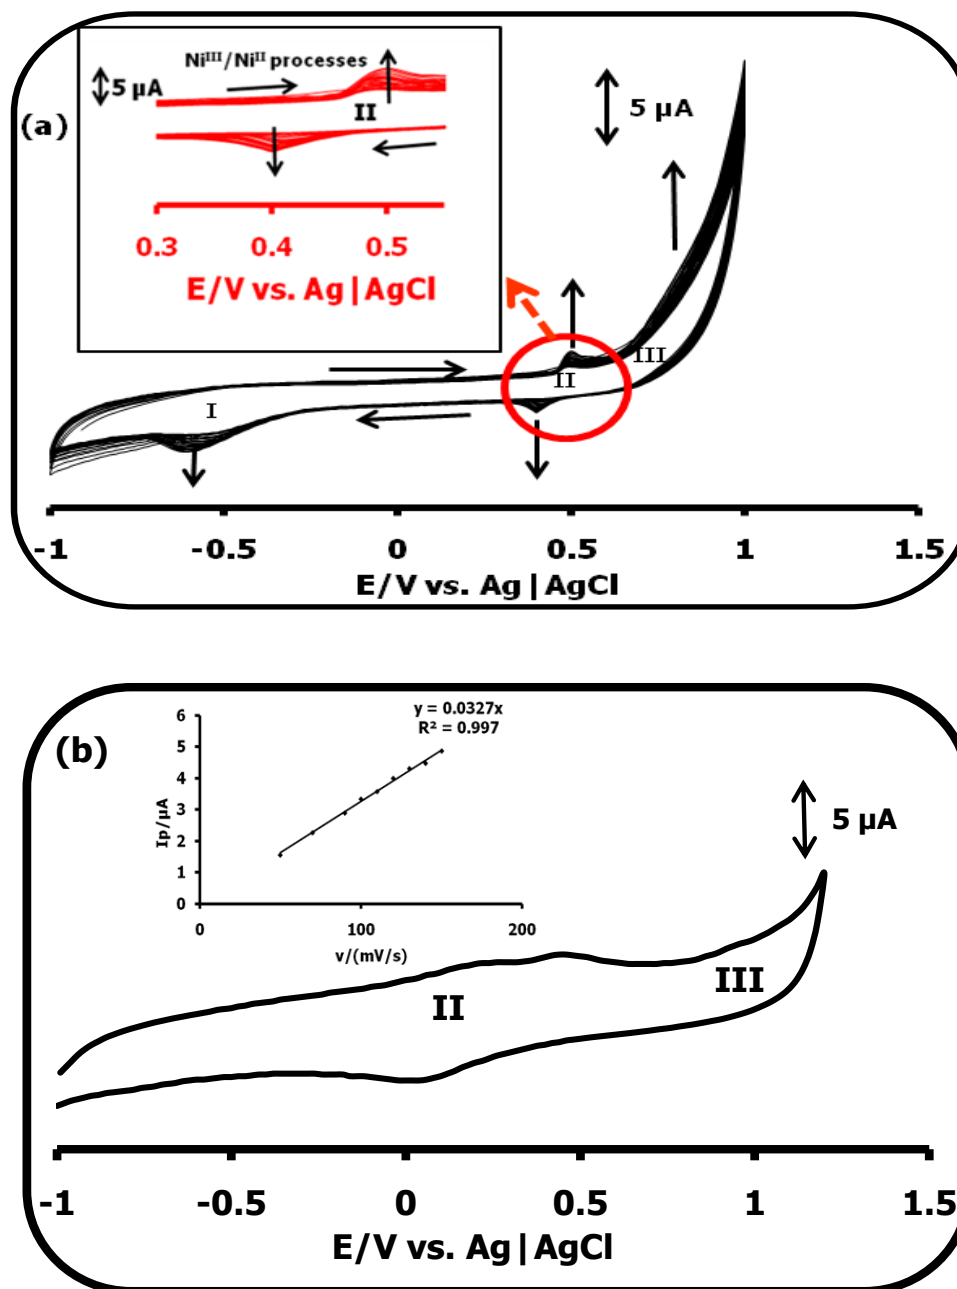 Ni^III/Ni^II processes
5 µA
II
(a)
0.3 0.4 0.5
E/V vs. Ag|AgCl
5 µA
III
II
I
-1 -0.5 0 0.5 1 1.5
E/V vs. Ag|AgCl
(b)
y = 0.0327x
R² = 0.997
6
5
4
3
2
1
0
Ip/µA
0 100 200
v/(mV/s)
5 µA
II
III
-1 -0.5 0 0.5 1 1.5
E/V vs. Ag|AgCl